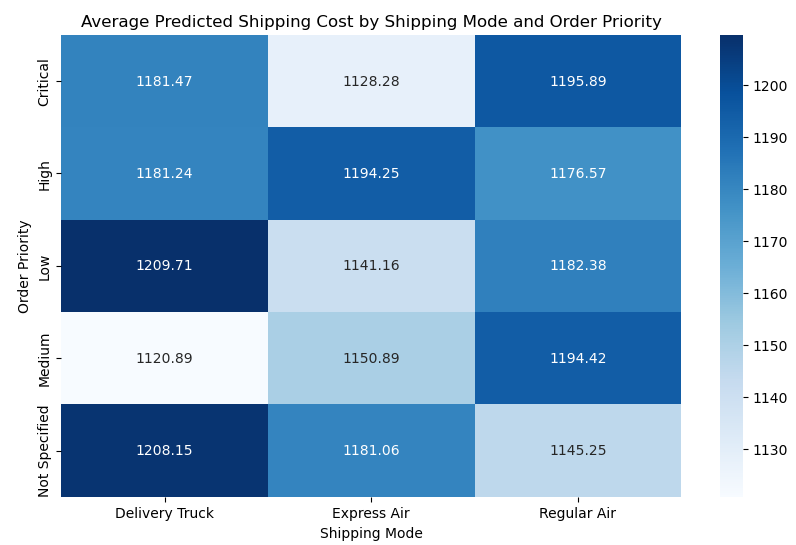 Average Predicted Shipping Cost by Shipping Mode and Order Priority
Order Priority
Critical
1181.47
1128.28
1195.89
High
1181.24
1194.25
1176.57
Low
1209.71
1141.16
1182.38
Medium
1120.89
1150.89
1194.42
Not Specified
1208.15
1181.06
1145.25
Delivery Truck
Express Air
Regular Air
Shipping Mode
1200
1190
1180
1170
1160
1150
1140
1130